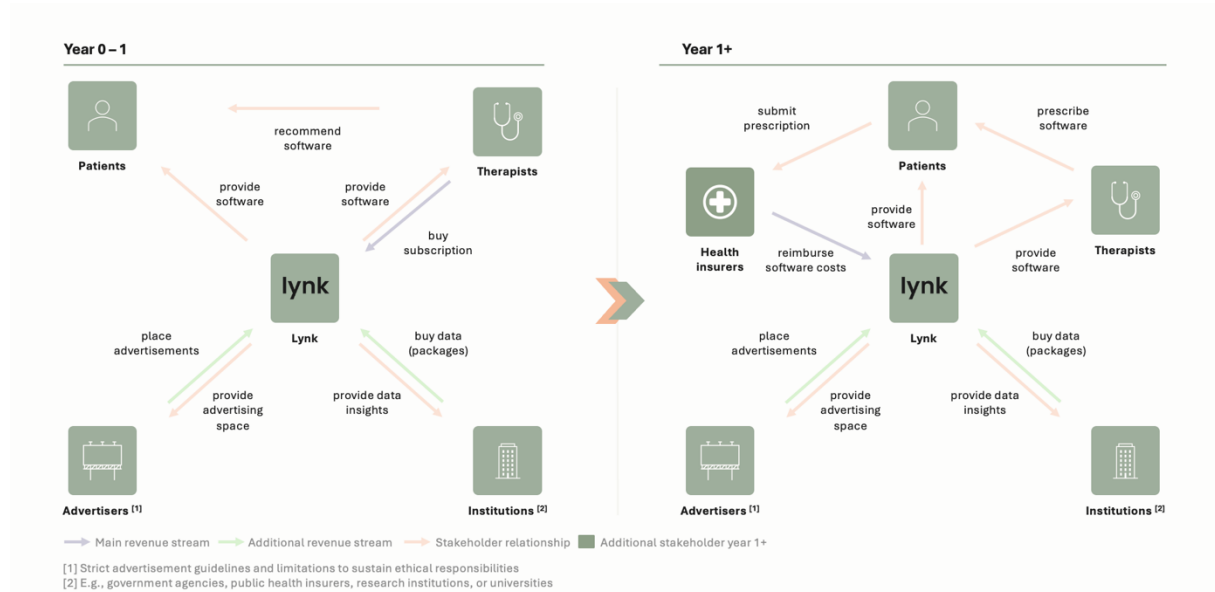 Year 0 – 1
recommend
software
Patients
Therapists
provide
software
provide
software
buy
subscription
lynk
Lynk
place
advertisements
buy data
(packages)
provide
advertising
space
provide data
insights
Advertisers [1]
Institutions [2]
Year 1+
submit
prescription
prescribe
software
Patients
Health
insurers
Therapists
provide
software
reimburse
software costs
provide
software
lynk
Lynk
place
advertisements
buy data
(packages)
provide
advertising
space
provide data
insights
Advertisers [1]
Institutions [2]
Main revenue stream
Additional revenue stream
Stakeholder relationship
Additional stakeholder year 1+
[1] Strict advertisement guidelines and limitations to sustain ethical responsibilities
[2] E.g., government agencies, public health insurers, research institutions, or universities